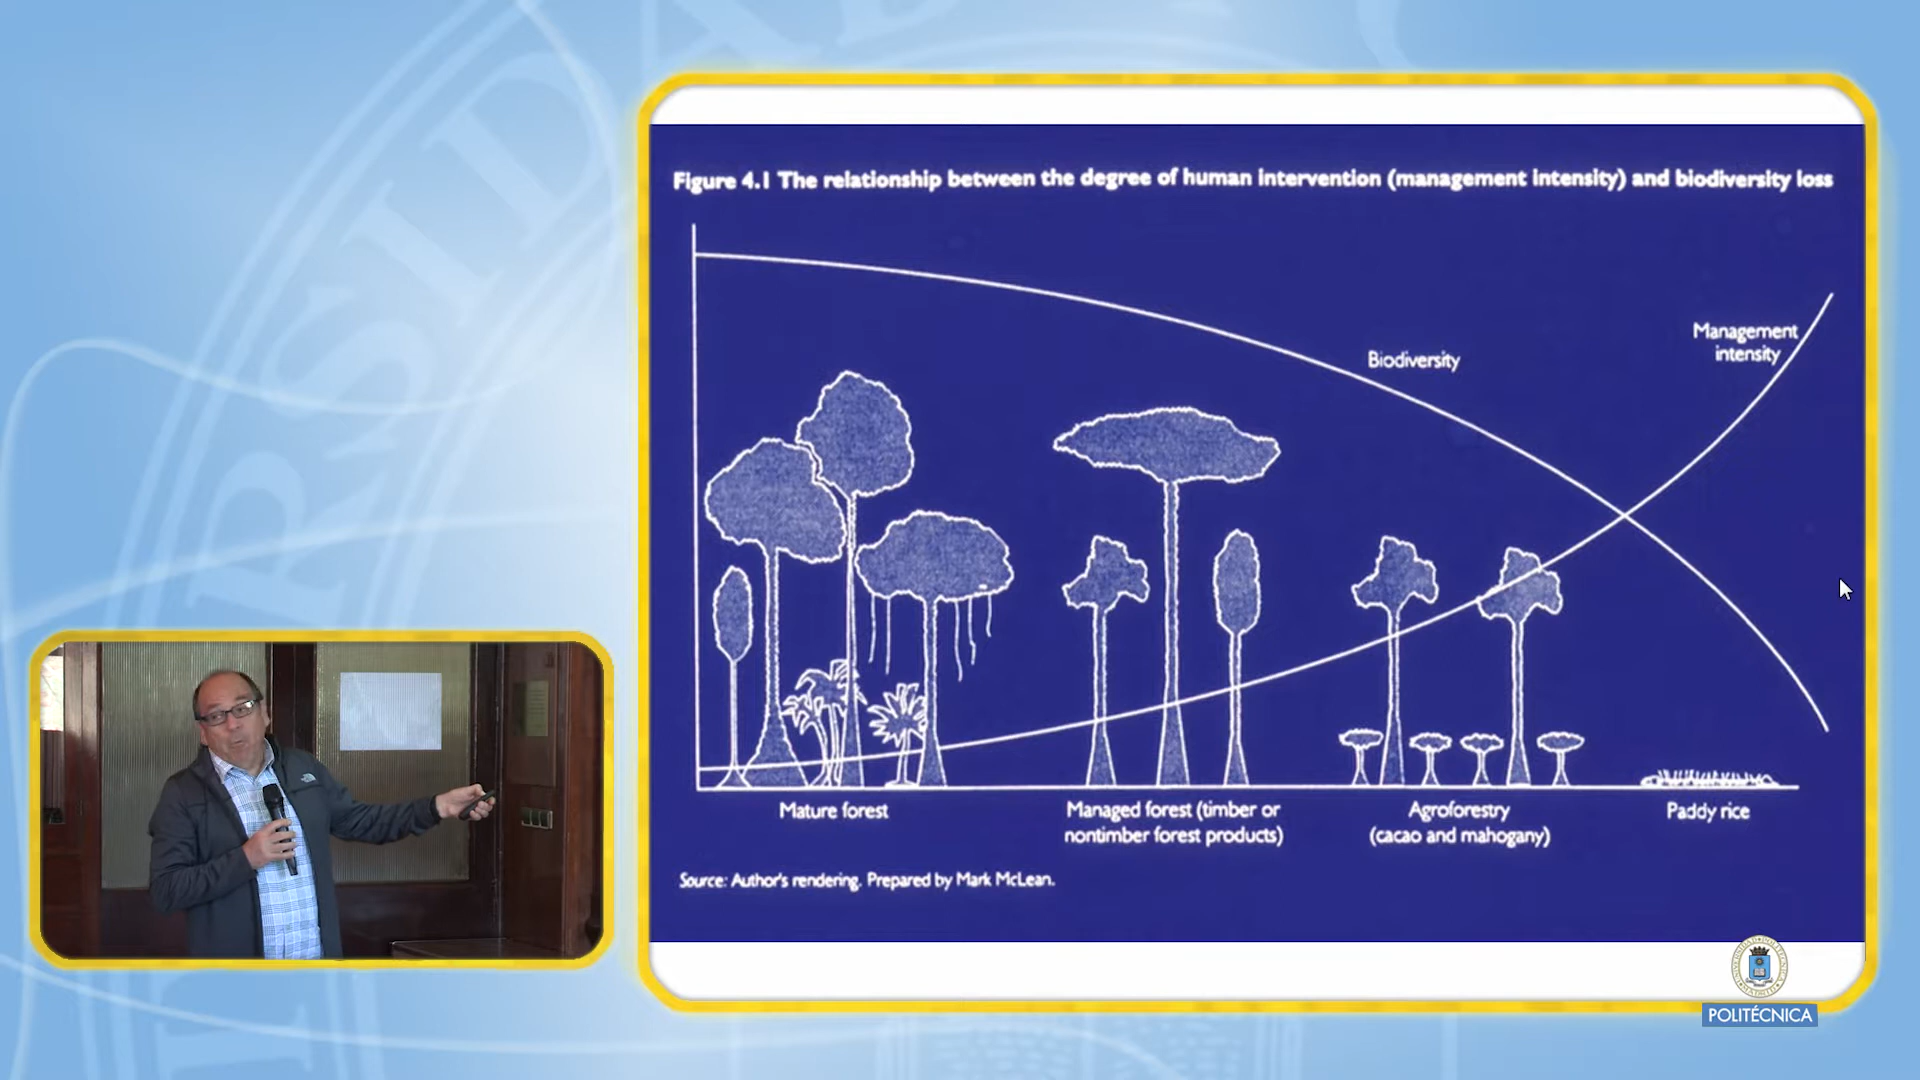 Figure 4.1 The relationship between the degree of human intervention (management intensity) and biodiversity loss
Management
intensity
Biodiversity
Mature forest
Managed forest (timber or
nontimber forest products)
Agroforestry
(cacao and mahogany)
Paddy rice
Source: Author's rendering. Prepared by Mark McLean.
POLITÉCNICA